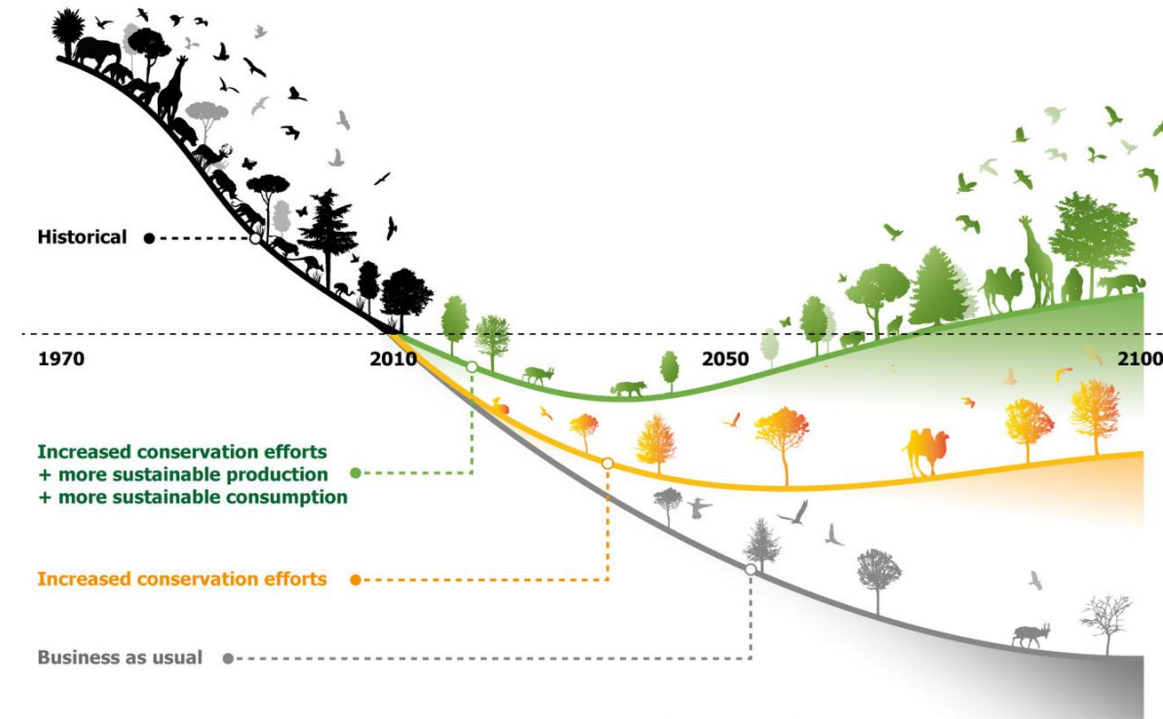 Historical
1970 2010 2050 2100
Increased conservation efforts
+ more sustainable production
+ more sustainable consumption
Increased conservation efforts
Business as usual